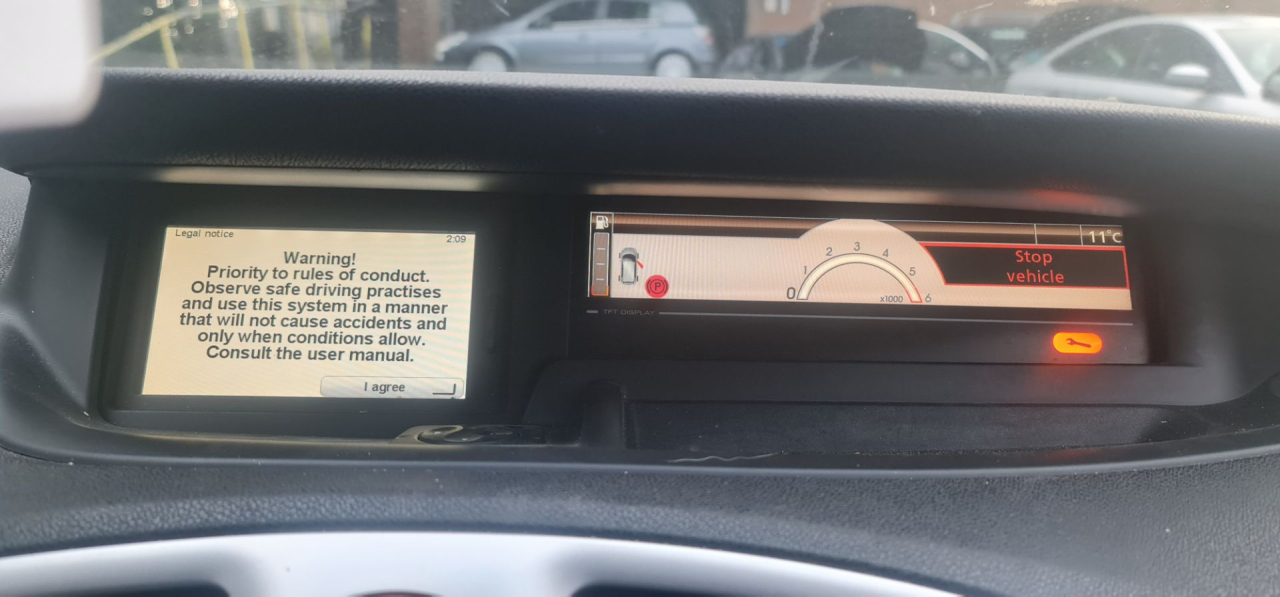 Legal notice
2:09
Warning!
Priority to rules of conduct.
Observe safe driving practises
and use this system in a manner
that will not cause accidents and
only when conditions allow.
Consult the user manual.
I agree
11°C
Stop
vehicle
0 1 2 3 4 5 6
x1000
P
TFT DISPLAY